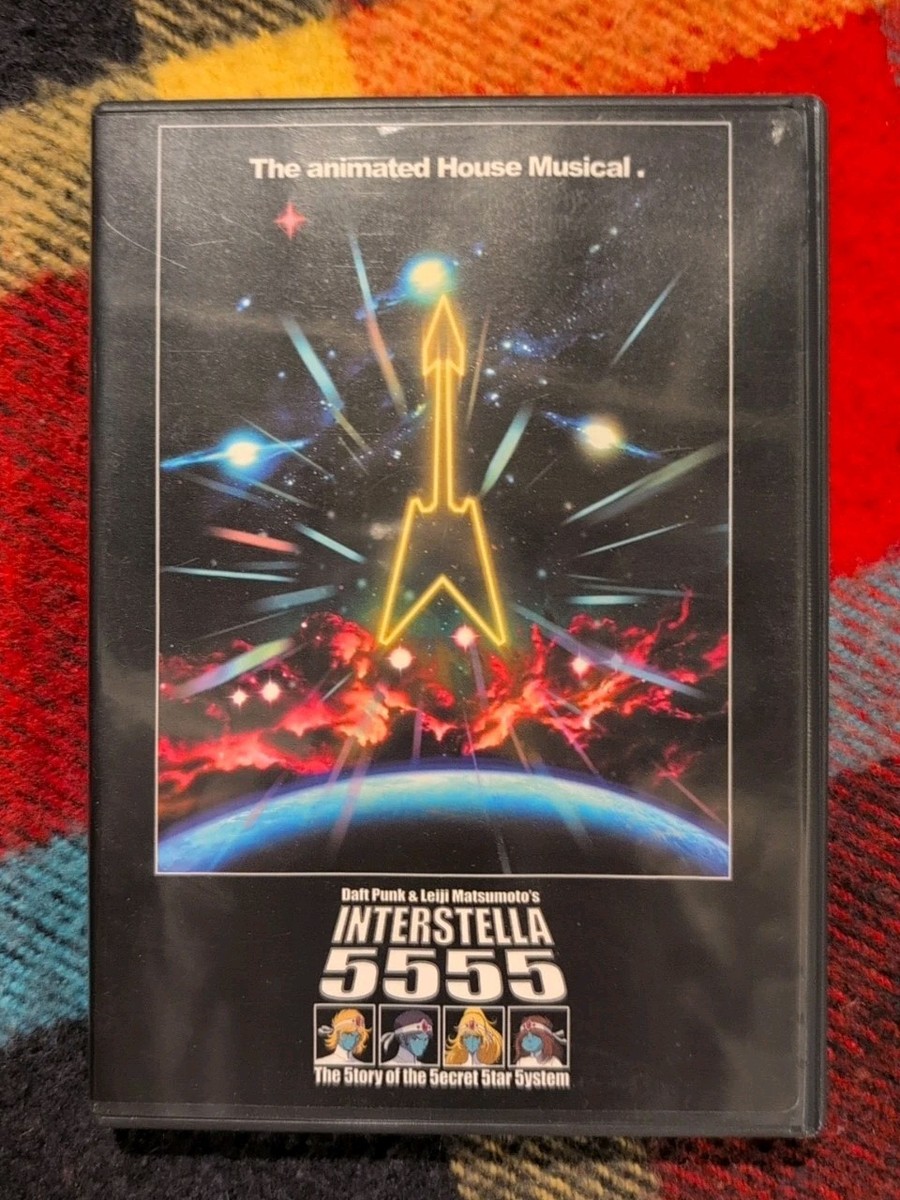 The animated House Musical .
Daft Punk & Leiji Matsumoto's
INTERSTELLA
5555
The 5tory of the 5ecret 5tar 5ystem